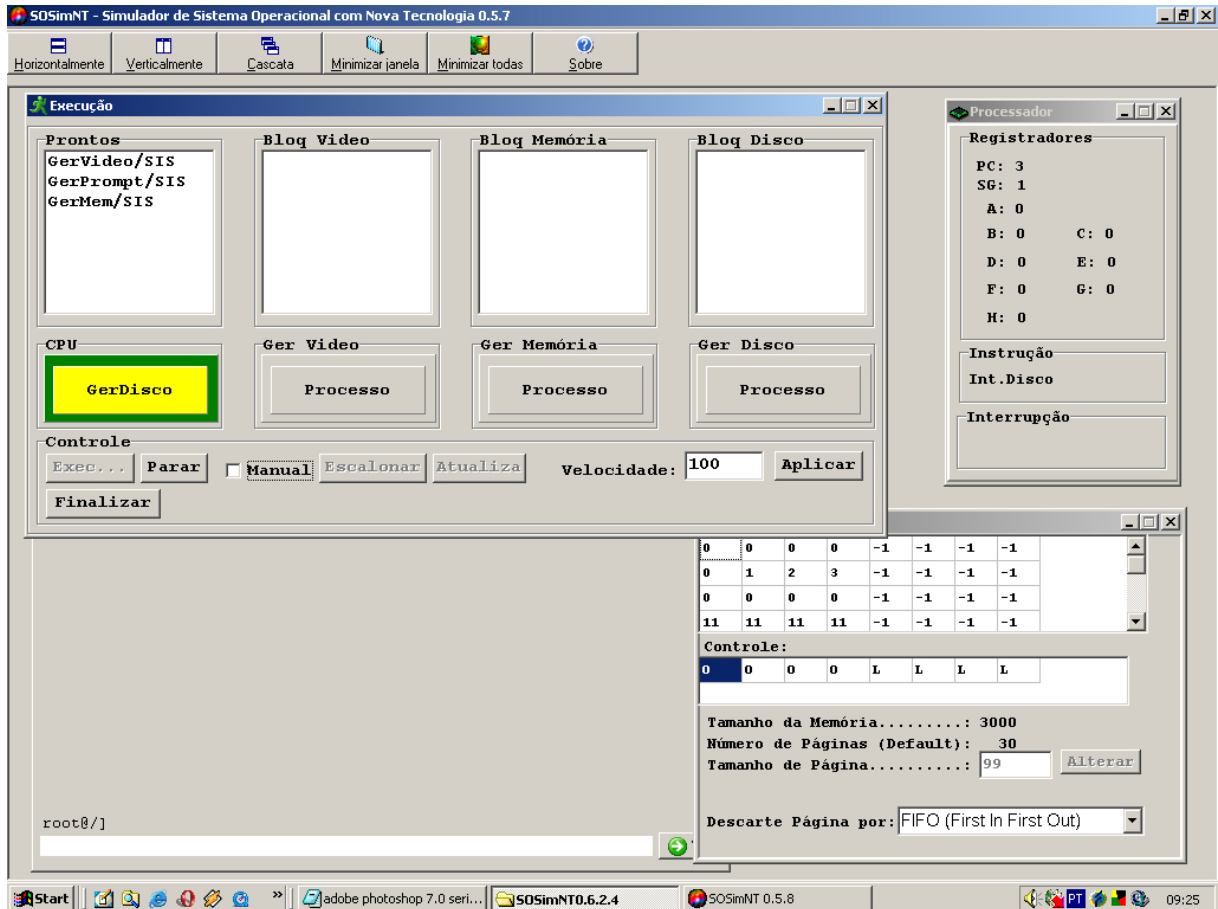 SOSimNT - Simulador de Sistema Operacional com Nova Tecnologia 0.5.7
Horizontalmente Verticalmente Cascata Minimizar janela Minimizar todas Sobre
Execução
Prontos Bloq Video Bloq Memória Bloq Disco
GerVideo/SIS
GerPrompt/SIS
GerMem/SIS
CPU Ger Video Ger Memória Ger Disco
GerDisco Processo Processo Processo
Controle
Exec... Parar Manual Escalonar Atualiza Velocidade: 100 Aplicar
Finalizar
Processador
Registradores
PC: 3
SG: 1
A: 0
B: 0 C: 0
D: 0 E: 0
F: 0 G: 0
H: 0
Instrução
Int.Disco
Interrupção
0 0 0 0 -1 -1 -1 -1
0 1 2 3 -1 -1 -1 -1
0 0 0 0 -1 -1 -1 -1
11 11 11 11 -1 -1 -1 -1
Controle:
O O O O L L L L
Tamanho da Memória.........: 3000
Número de Páginas (Default): 30
Tamanho de Página..........: 99 Alterar
Descarte Página por: FIFO (First In First Out)
root@/]
Start » adobe photoshop 7.0 seri... SOSimNT0.6.2.4 SOSimNT 0.5.8 PT 09:25